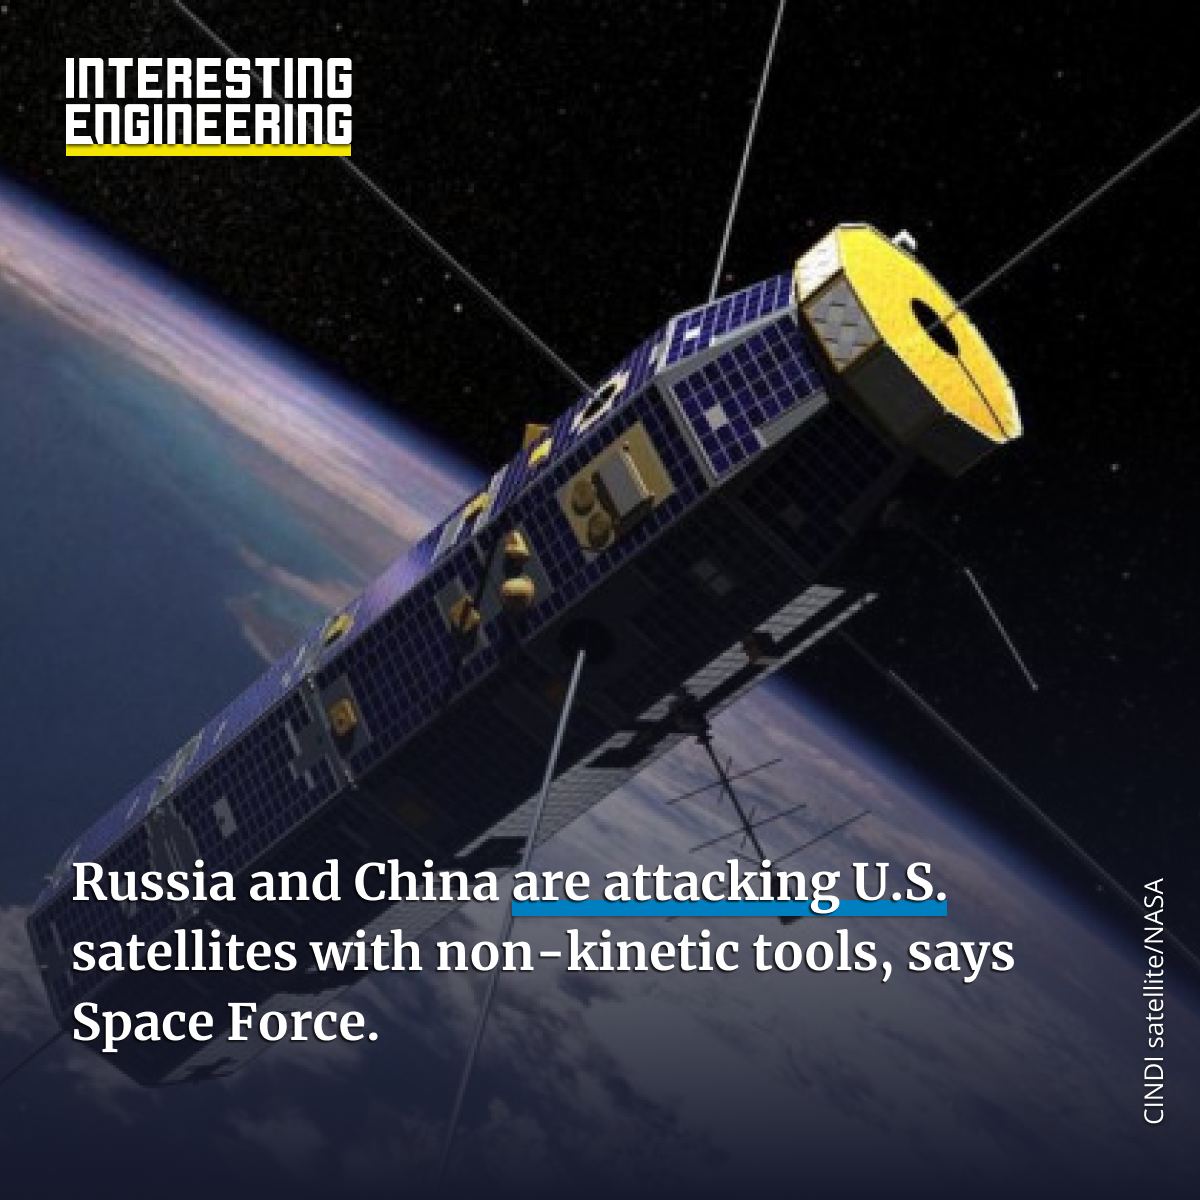 INTERESTING
ENGINEERING
Russia and China are attacking U.S.
satellites with non-kinetic tools, says
Space Force.
CINDI satellite/NASA